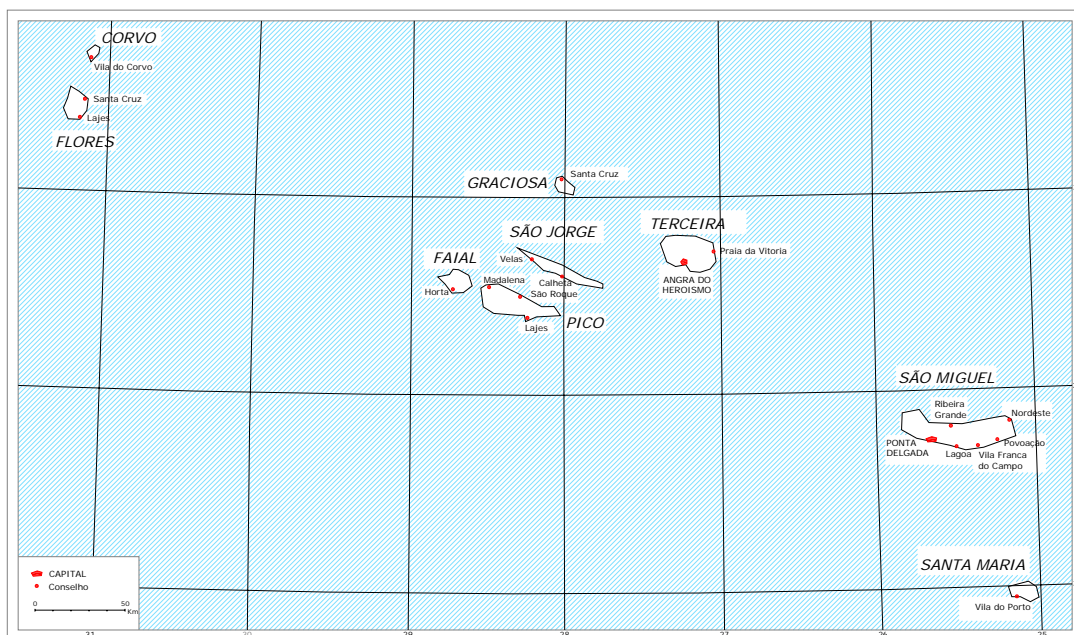 CORVO
Vila do Corvo
Santa Cruz
Lajes
FLORES
GRACIOSA
Santa Cruz
SÃO JORGE
Velas
Calheta
TERCEIRA
Praia da Vitoria
ANGRA DO
HEROISMO
FAIAL
Horta
Madalena
São Roque
Lajes
PICO
SÃO MIGUEL
Ribeira
Grande
Nordeste
PONTA
DELGADA
Lagoa
Vila Franca
do Campo
Povoação
SANTA MARIA
Vila do Porto
CAPITAL
Conselho
0 50
Km
31 30 29 28 27 26 25